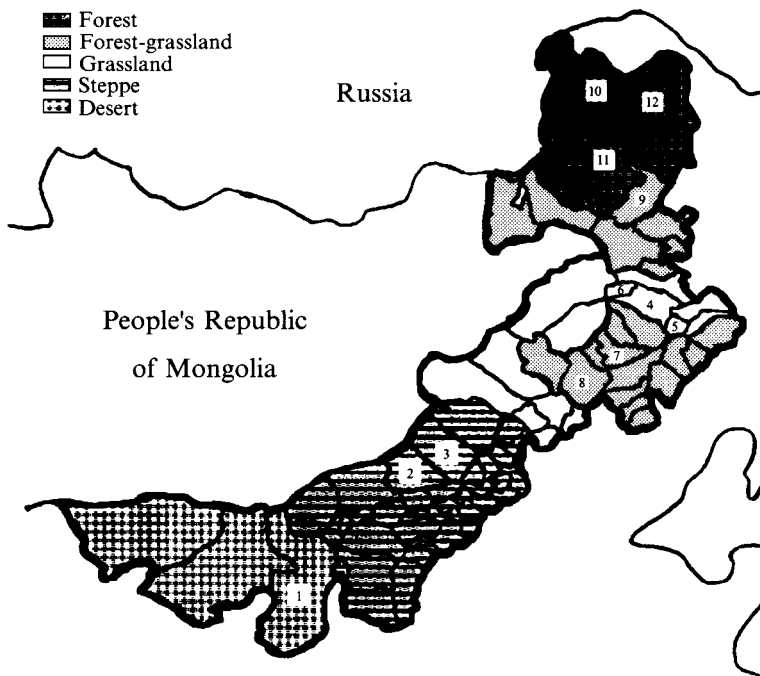 Forest
Forest-grassland
Grassland
Steppe
Desert
Russia
10
12
11
9
People's Republic
of Mongolia
6
4
5
7
8
3
2
1